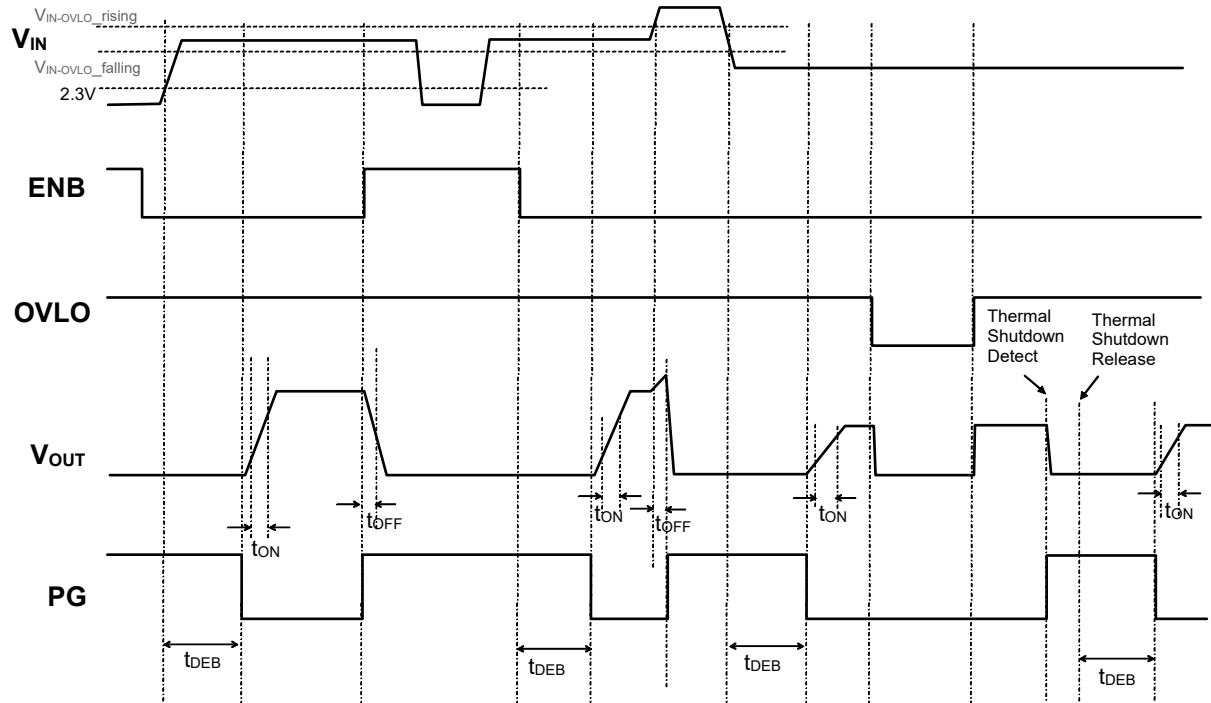 VIN-OVLO_rising
VIN
VIN-OVLO_falling
2.3V
ENB
OVLO
Thermal
Shutdown
Detect
Thermal
Shutdown
Release
VOUT
tON
tOFF
tON
tOFF
tON
tON
PG
tDEB
tDEB
tDEB
tDEB